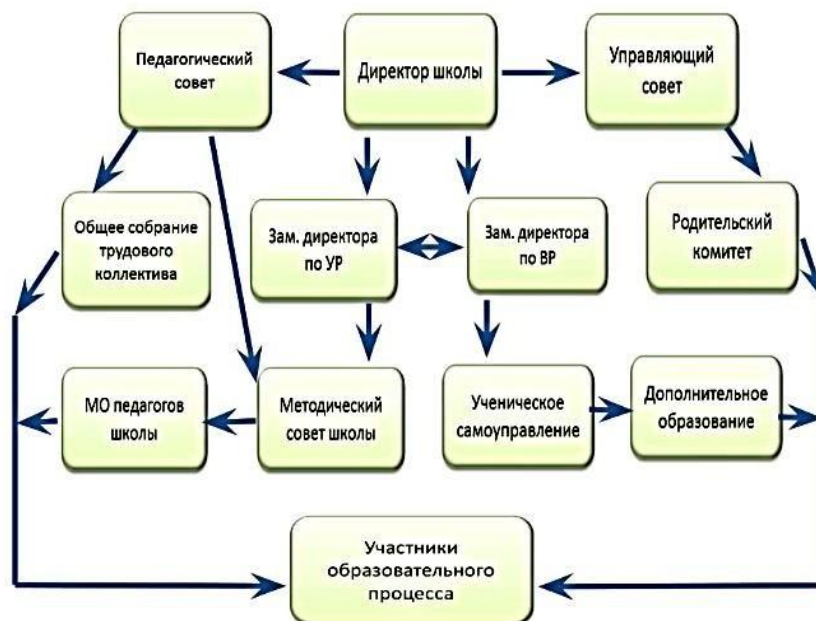 Педагогический
совет
Директор школы
Управляющий
совет
Общее собрание
трудового
коллектива
Зам. директора
по УР
Зам. директора
по ВР
Родительский
комитет
МО педагогов
школы
Методический
совет школы
Ученическое
самоуправление
Дополнительное
образование
Участники
образовательного
процесса